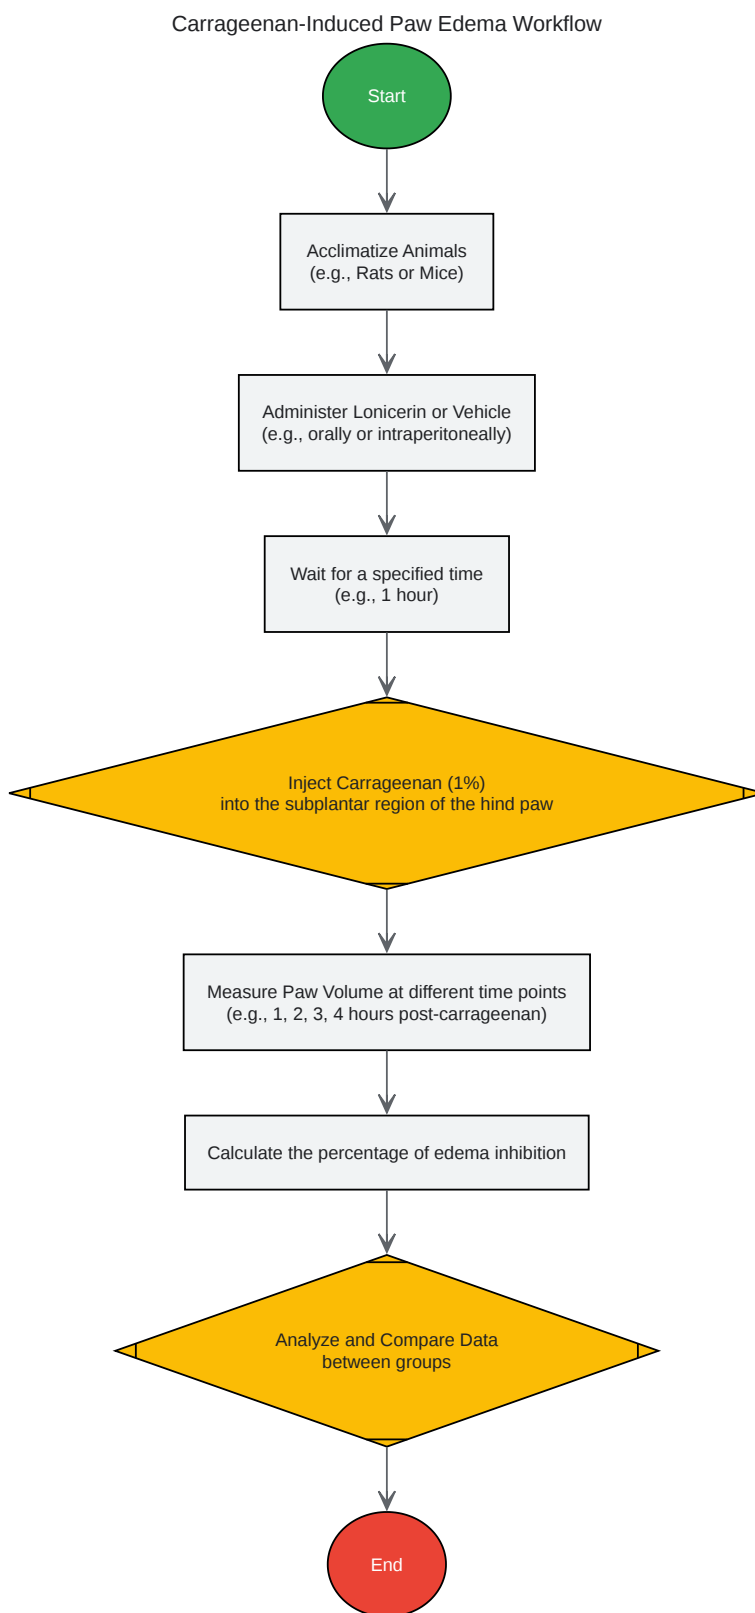 Carrageenan-Induced Paw Edema Workflow
Start
Acclimatize Animals
(e.g., Rats or Mice)
Administer Lonicerin or Vehicle
(e.g., orally or intraperitoneally)
Wait for a specified time
(e.g., 1 hour)
Inject Carrageenan (1%)
into the subplantar region of the hind paw
Measure Paw Volume at different time points
(e.g., 1, 2, 3, 4 hours post-carrageenan)
Calculate the percentage of edema inhibition
Analyze and Compare Data
between groups
End